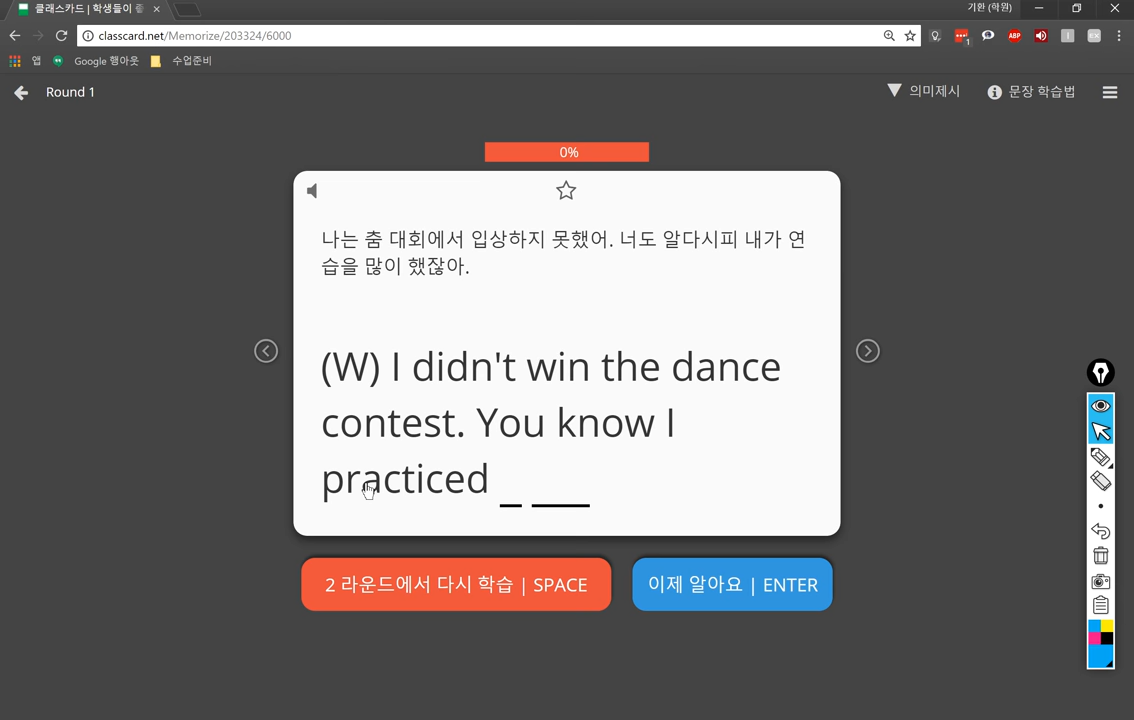 클래스카드 | 학생들이 즐
기환 (학원)
classcard.net/Memorize/203324/6000
1
ABP
앱 Google 행아웃 수업준비
Round 1
의미제시 문장 학습법
0%
나는 춤 대회에서 입상하지 못했어. 너도 알다시피 내가 연
습을 많이 했잖아.
(W) I didn't win the dance
contest. You know I
practiced
2 라운드에서 다시 학습 | SPACE
이제 알아요 | ENTER